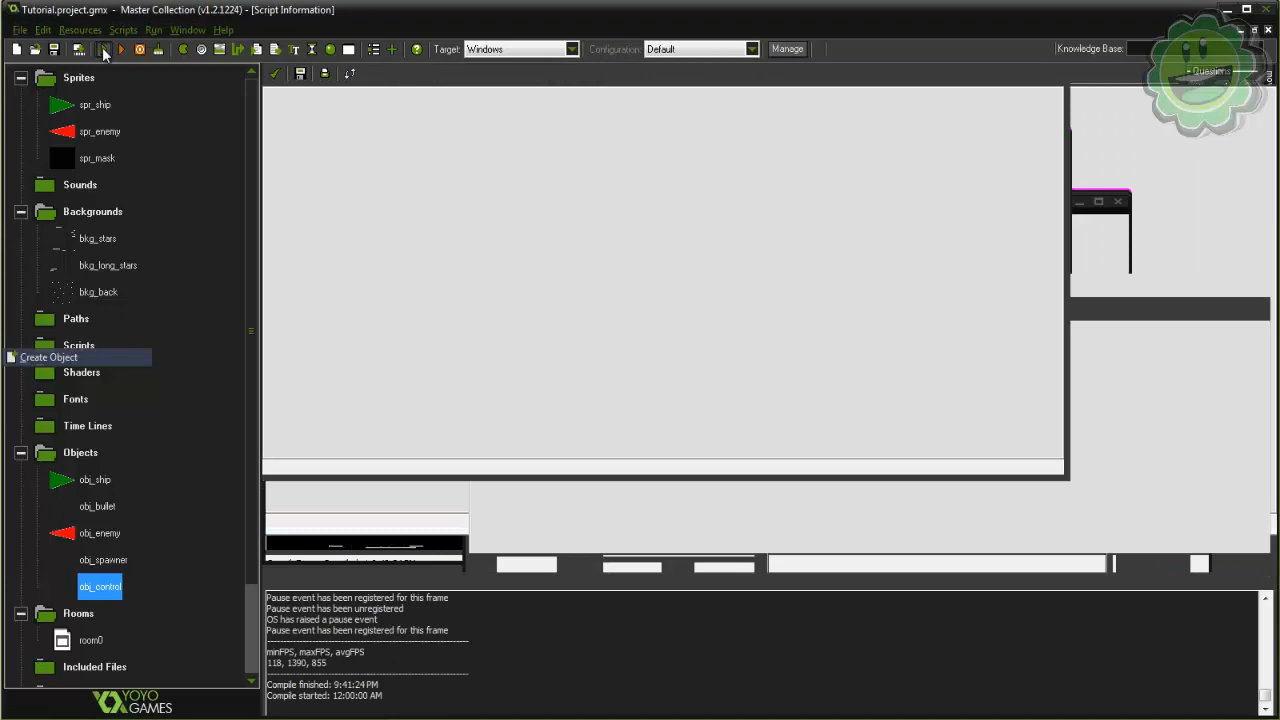 Tutorial.project.gmx - Master Collection (v1.2.1224) - [Script Information]
File Edit Resources Scripts Run Window Help
Target: Windows Configuration: Default Manage Knowledge Base:
Questions
Sprites
spr_ship
spr_enemy
spr_mask
Sounds
Backgrounds
bkg_stars
bkg_long_stars
bkg_back
Paths
Scripts
Create Object
Shaders
Fonts
Time Lines
Objects
obj_ship
obj_bullet
obj_enemy
obj_spawner
obj_control
Rooms
room0
Included Files
YOYO
GAMES
Pause event has been registered for this frame
Pause event has been unregistered
OS has raised a pause event
Pause event has been registered for this frame
minFPS, maxFPS, avgFPS
118, 1390, 855
Compile finished: 9:41:24 PM
Compile started: 12:00:00 AM